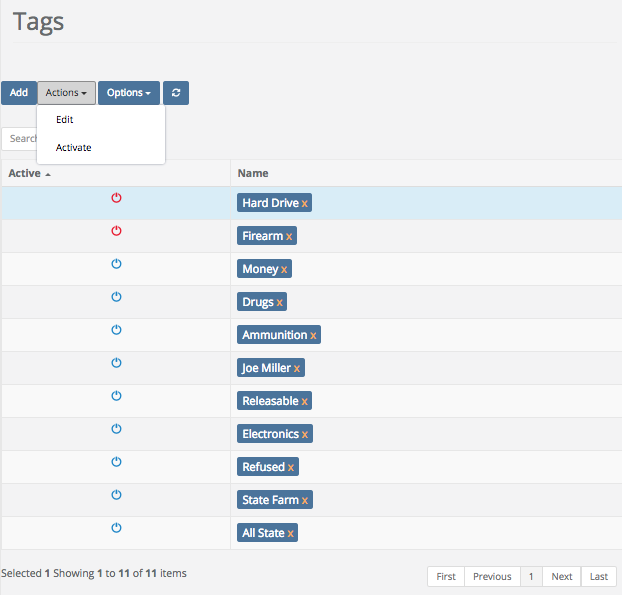 Tags
Add Actions Options
Edit
Search
Activate
Active Name
Hard Drive x
Firearm x
Money x
Drugs x
Ammunition x
Joe Miller x
Releasable x
Electronics x
Refused x
State Farm x
All State x
Selected 1 Showing 1 to 11 of 11 items First Previous 1 Next Last